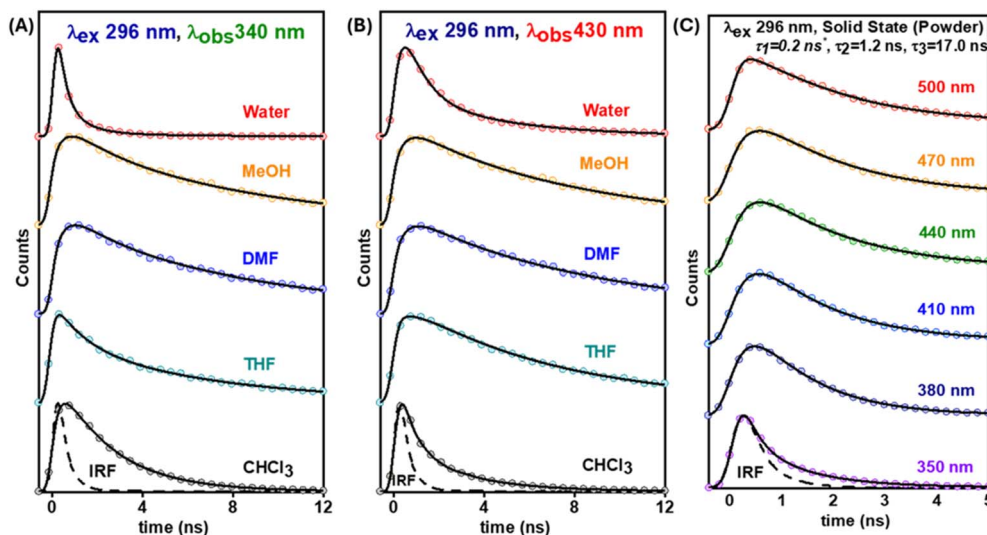 (A)
λex 296 nm, λobs340 nm
Water
MeOH
DMF
THF
CHCl3
IRF
Counts
0 4 8 12
time (ns)
(B)
λex 296 nm, λobs430 nm
Water
MeOH
DMF
THF
CHCl3
IRF
Counts
0 4 8 12
time (ns)
(C)
λex 296 nm, Solid State (Powder)
τ1=0.2 ns*, τ2=1.2 ns, τ3=17.0 ns
500 nm
470 nm
440 nm
410 nm
380 nm
350 nm
IRF
Counts
0 1 2 3 4 5
time (ns)